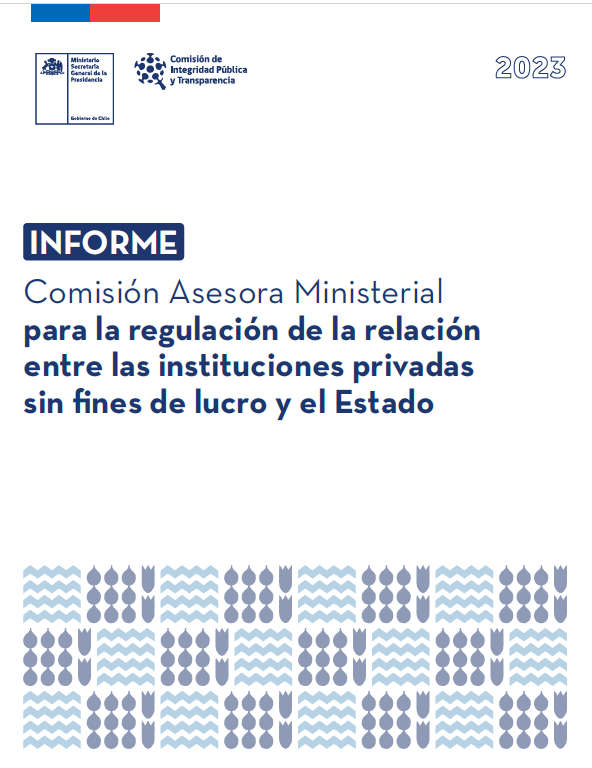 Ministerio
Secretaría
General de la
Presidencia
Gobierno de Chile
Comisión de
Integridad Pública
y Transparencia
2023
INFORME
Comisión Asesora Ministerial
para la regulación de la relación
entre las instituciones privadas
sin fines de lucro y el Estado